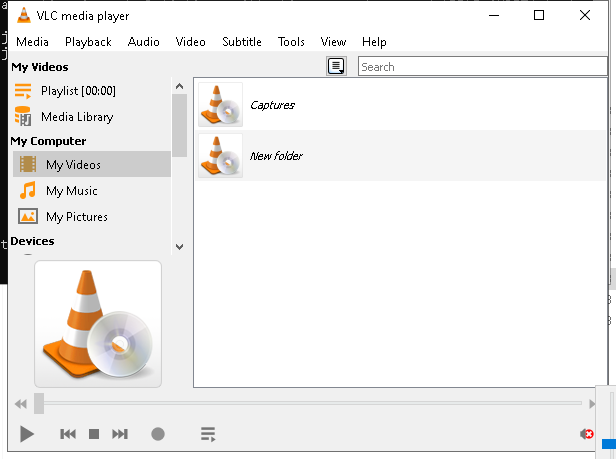 VLC media player
Media Playback Audio Video Subtitle Tools View Help
My Videos
Search
Playlist [00:00]
Media Library
My Computer
My Videos
My Music
My Pictures
Devices
Captures
New folder